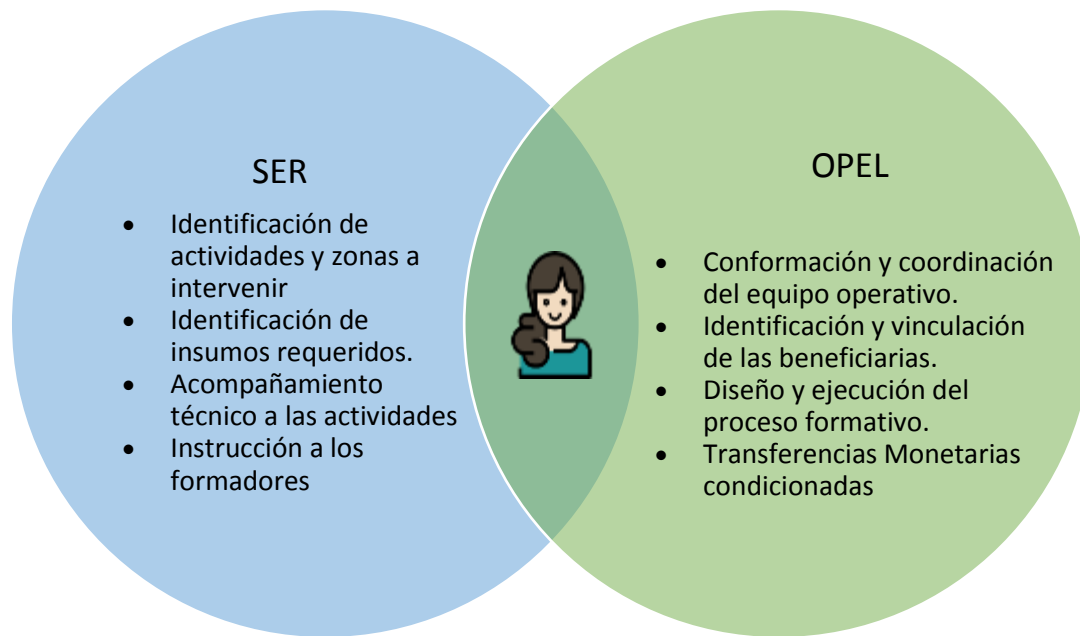 SER
• Identificación de
actividades y zonas a
intervenir
• Identificación de
insumos requeridos.
• Acompañamiento
técnico a las actividades
• Instrucción a los
formadores
OPEL
• Conformación y coordinación
del equipo operativo.
• Identificación y vinculación
de las beneficiarias.
• Diseño y ejecución del
proceso formativo.
• Transferencias Monetarias
condicionadas